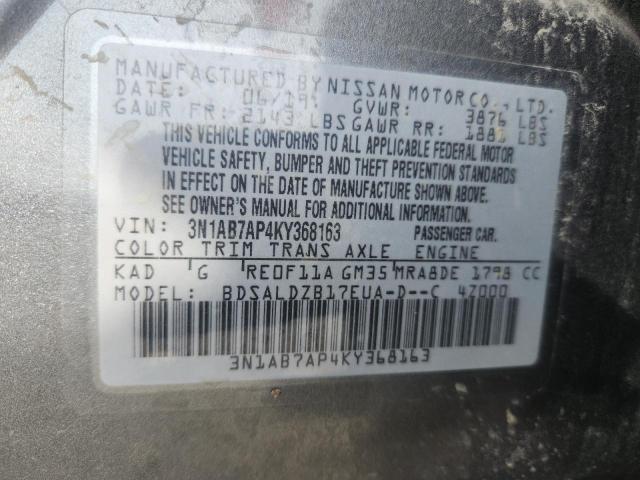 MANUFACTURED BY NISSAN MOTOR CO., LTD.
DATE: 06/19 GVWR: 3876 LBS
GAWR FR: 2143 LBS GAWR RR: 1881 LBS
THIS VEHICLE CONFORMS TO ALL APPLICABLE FEDERAL MOTOR
VEHICLE SAFETY, BUMPER AND THEFT PREVENTION STANDARDS
IN EFFECT ON THE DATE OF MANUFACTURE SHOWN ABOVE.
SEE OWNER'S MANUAL FOR ADDITIONAL INFORMATION.
VIN: 3N1AB7AP4KY368163 PASSENGER CAR.
COLOR TRIM TRANS AXLE ENGINE
KAD G RE0F11A GM35 MRA8DE 1798 CC
MODEL: BDSALDZB17EUA-D--C 4Z000
3N1AB7AP4KY368163